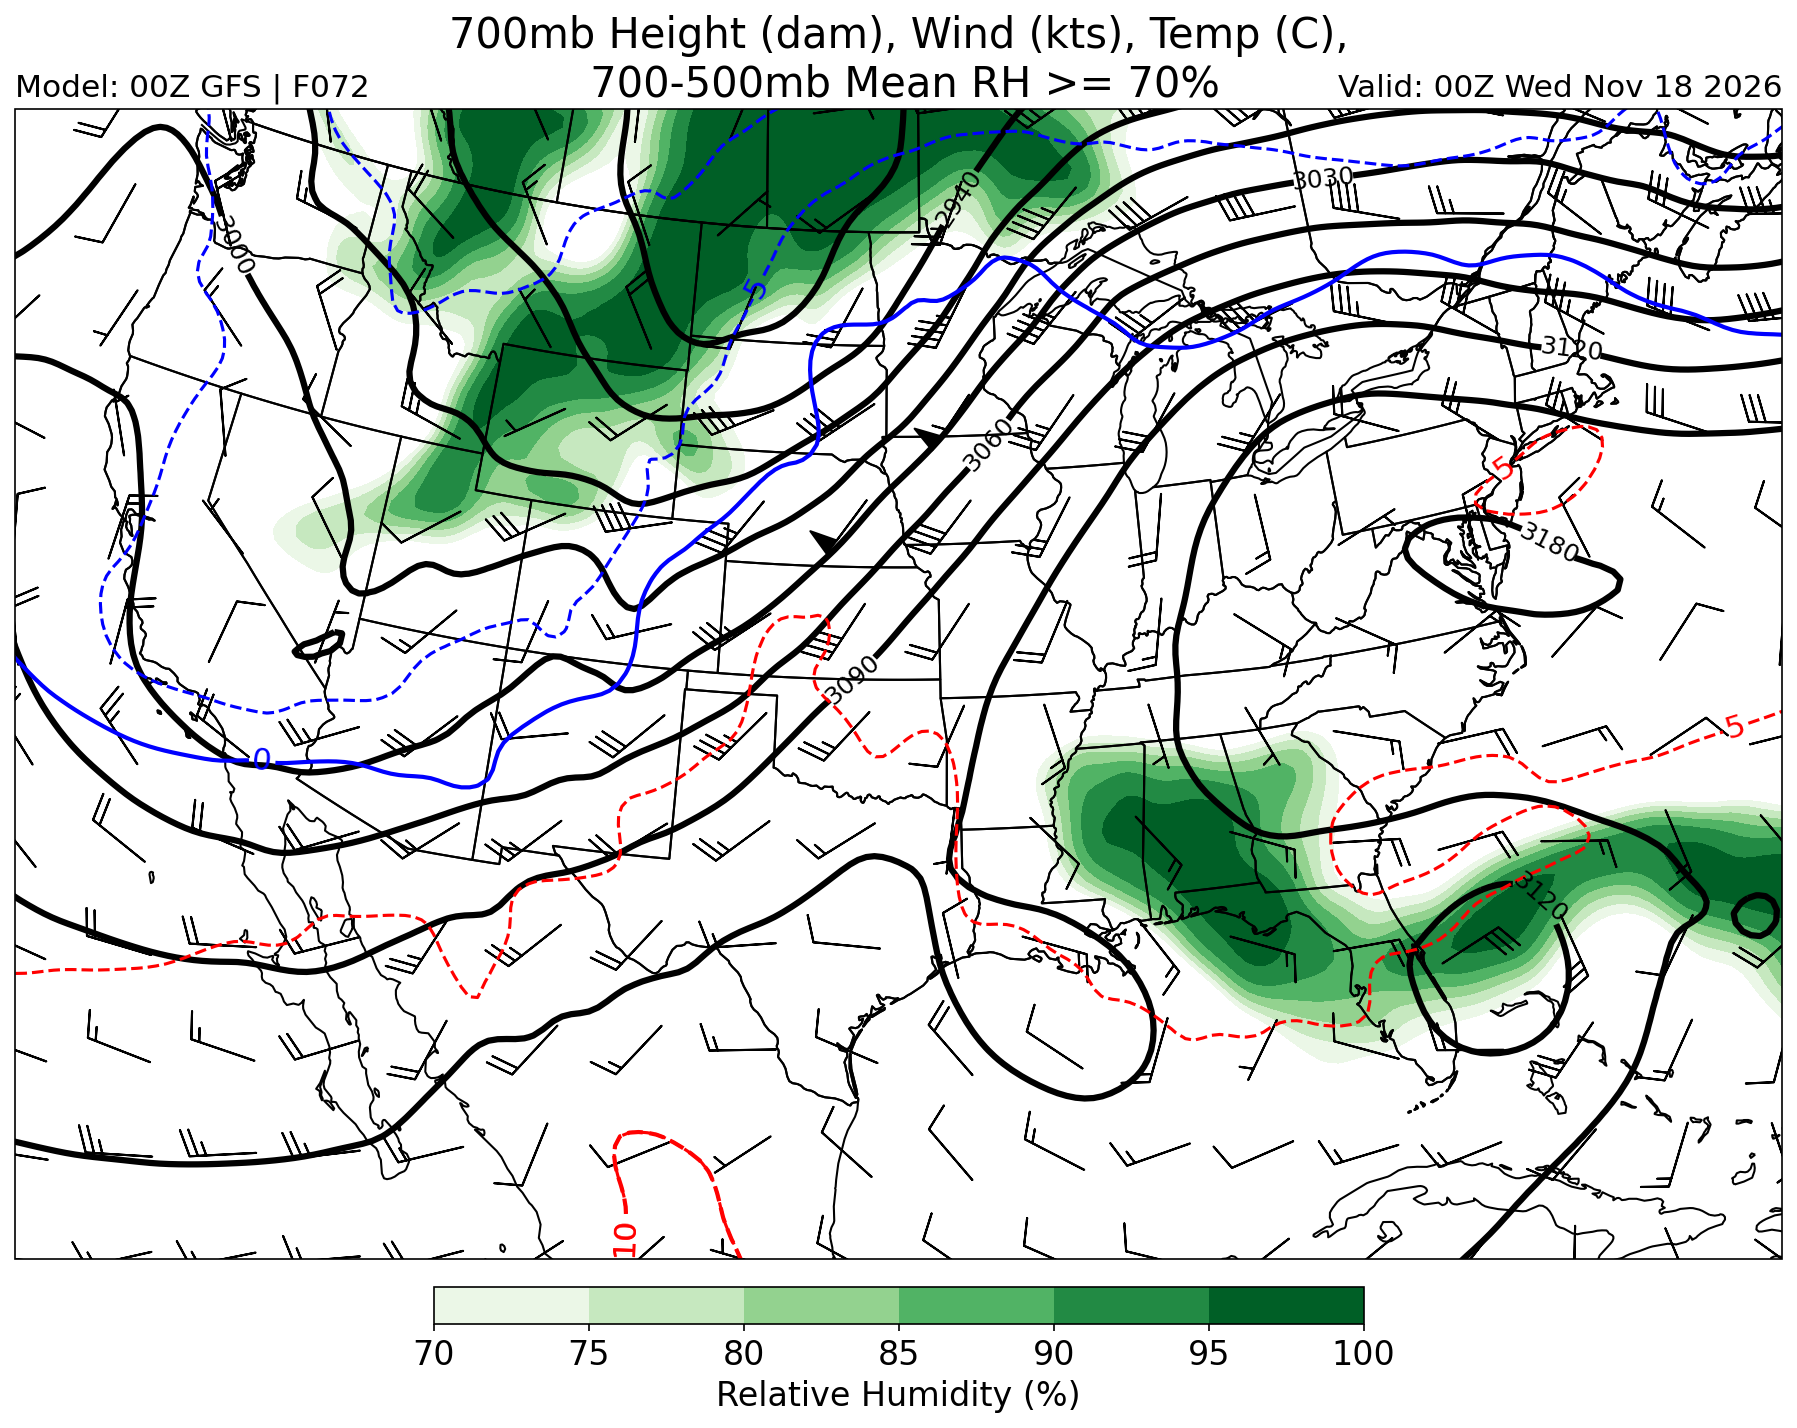 700mb Height (dam), Wind (kts), Temp (C),
700-500mb Mean RH >= 70%
Model: 00Z GFS | F072
Valid: 00Z Wed Nov 18 2026
2940
3030
3000
5
3120
3060
5
3180
3090
5
0
3120
10
70 75 80 85 90 95 100
Relative Humidity (%)